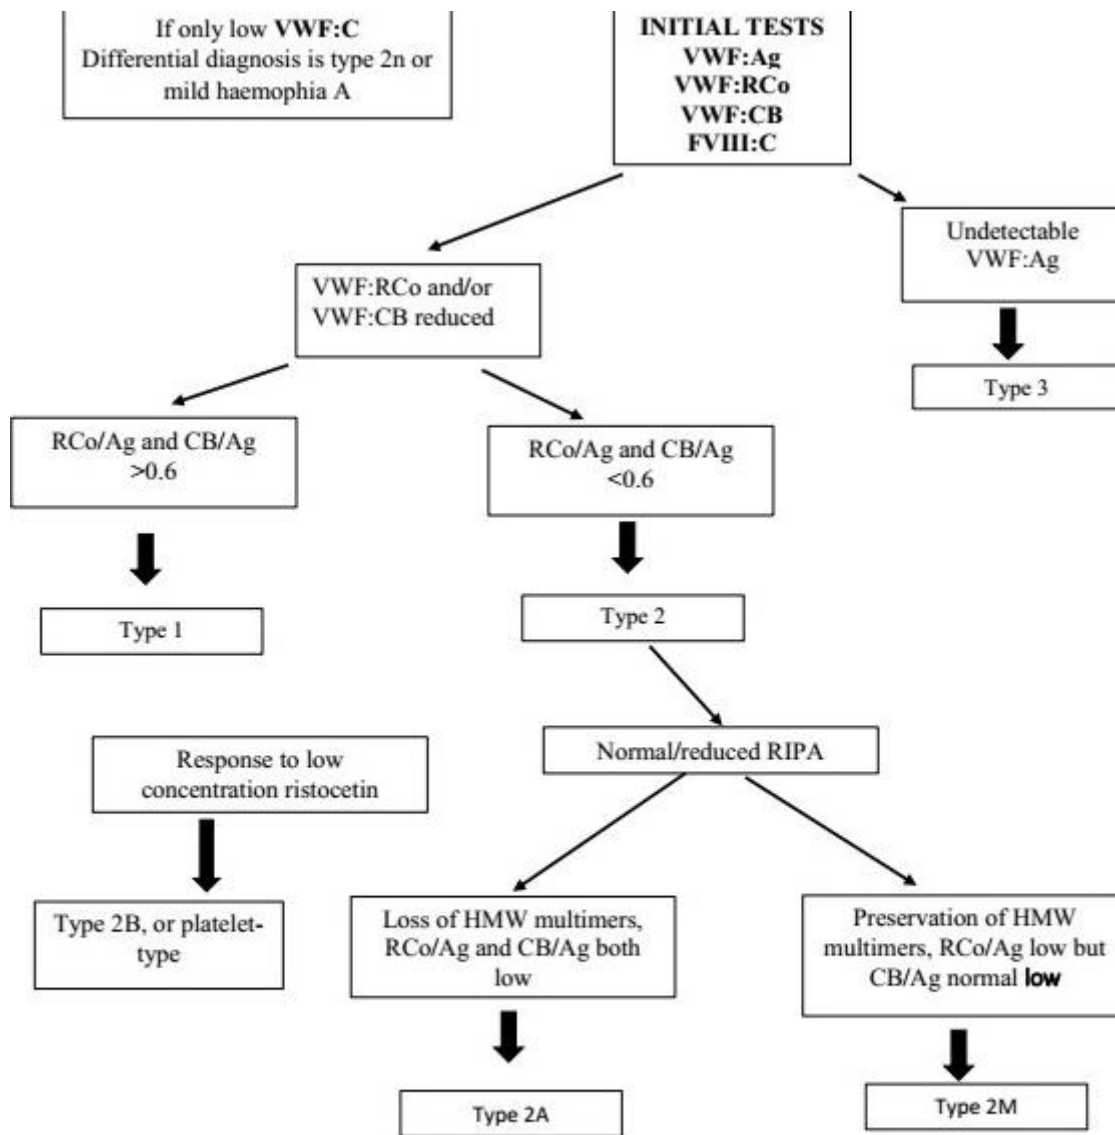 If only low VWF:C
Differential diagnosis is type 2n or
mild haemophia A
INITIAL TESTS
VWF:Ag
VWF:RCo
VWF:CB
FVIII:C
Undetectable
VWF:Ag
VWF:RCo and/or
VWF:CB reduced
Type 3
RCo/Ag and CB/Ag
>0.6
RCo/Ag and CB/Ag
<0.6
Type 1
Type 2
Normal/reduced RIPA
Response to low
concentration ristocetin
Type 2B, or platelet-
type
Loss of HMW multimers,
RCo/Ag and CB/Ag both
low
Preservation of HMW
multimers, RCo/Ag low but
CB/Ag normal low
Type 2A
Type 2M